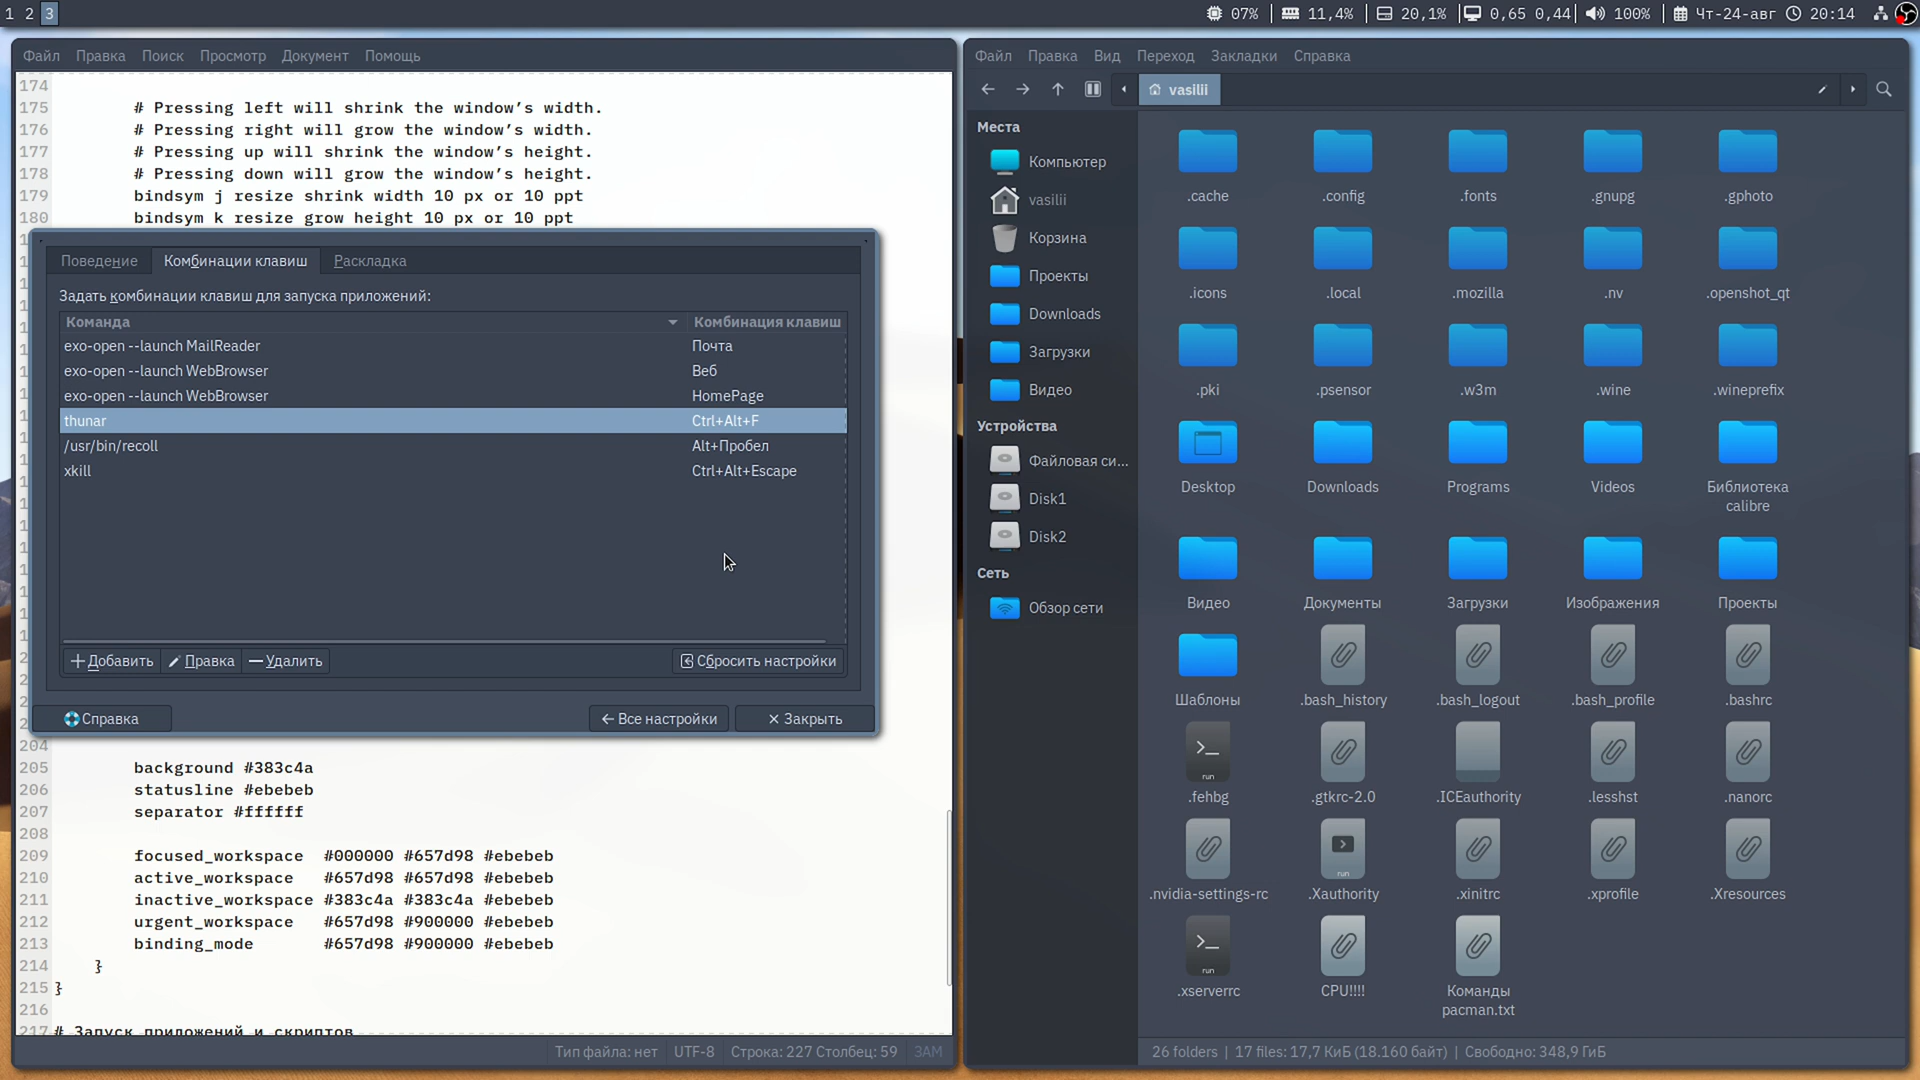 1 2 3
07% 11,4% 20,1% 0,65 0,44 100% Чт-24-авг 20:14
Файл Правка Поиск Просмотр Документ Помощь
174
175 # Pressing left will shrink the window’s width.
176 # Pressing right will grow the window’s width.
177 # Pressing up will shrink the window’s height.
178 # Pressing down will grow the window’s height.
179 bindsym j resize shrink width 10 px or 10 ppt
180 bindsym k resize grow height 10 px or 10 ppt
Поведение Комбинации клавиш Раскладка
Задать комбинации клавиш для запуска приложений:
Команда Комбинация клавиш
exo-open --launch MailReader Почта
exo-open --launch WebBrowser Веб
exo-open --launch WebBrowser HomePage
thunar Ctrl+Alt+F
/usr/bin/recoll Alt+Пробел
xkill Ctrl+Alt+Escape
Добавить Правка Удалить Сбросить настройки
Справка Все настройки Закрыть
204
205 background #383c4a
206 statusline #ebebeb
207 separator #ffffff
208
209 focused_workspace #000000 #657d98 #ebebeb
210 active_workspace #657d98 #657d98 #ebebeb
211 inactive_workspace #383c4a #383c4a #ebebeb
212 urgent_workspace #657d98 #900000 #ebebeb
213 binding_mode #657d98 #900000 #ebebeb
214 }
215 }
216
217 # Запуск приложений и скриптов
Тип файла: нет UTF-8 Строка: 227 Столбец: 59 ЗАМ
Файл Правка Вид Переход Закладки Справка
vasilii
Места
Компьютер
vasilii
Корзина
Проекты
Downloads
Загрузки
Видео
Устройства
Файловая си...
Disk1
Disk2
Сеть
Обзор сети
.cache .config .fonts .gnupg .gphoto
.icons .local .mozilla .nv .openshot_qt
.pki .psensor .w3m .wine .wineprefix
Desktop Downloads Programs Videos Библиотека
calibre
Видео Документы Загрузки Изображения Проекты
Шаблоны .bash_history .bash_logout .bash_profile .bashrc
run
.fehbg .gtkrc-2.0 .ICEauthority .lesshst .nanorc
run
.nvidia-settings-rc .Xauthority .xinitrc .xprofile .Xresources
run
.xserverrc CPU!!!! Команды
pacman.txt
26 folders | 17 files: 17,7 КиБ (18.160 байт) | Свободно: 348,9 ГиБ